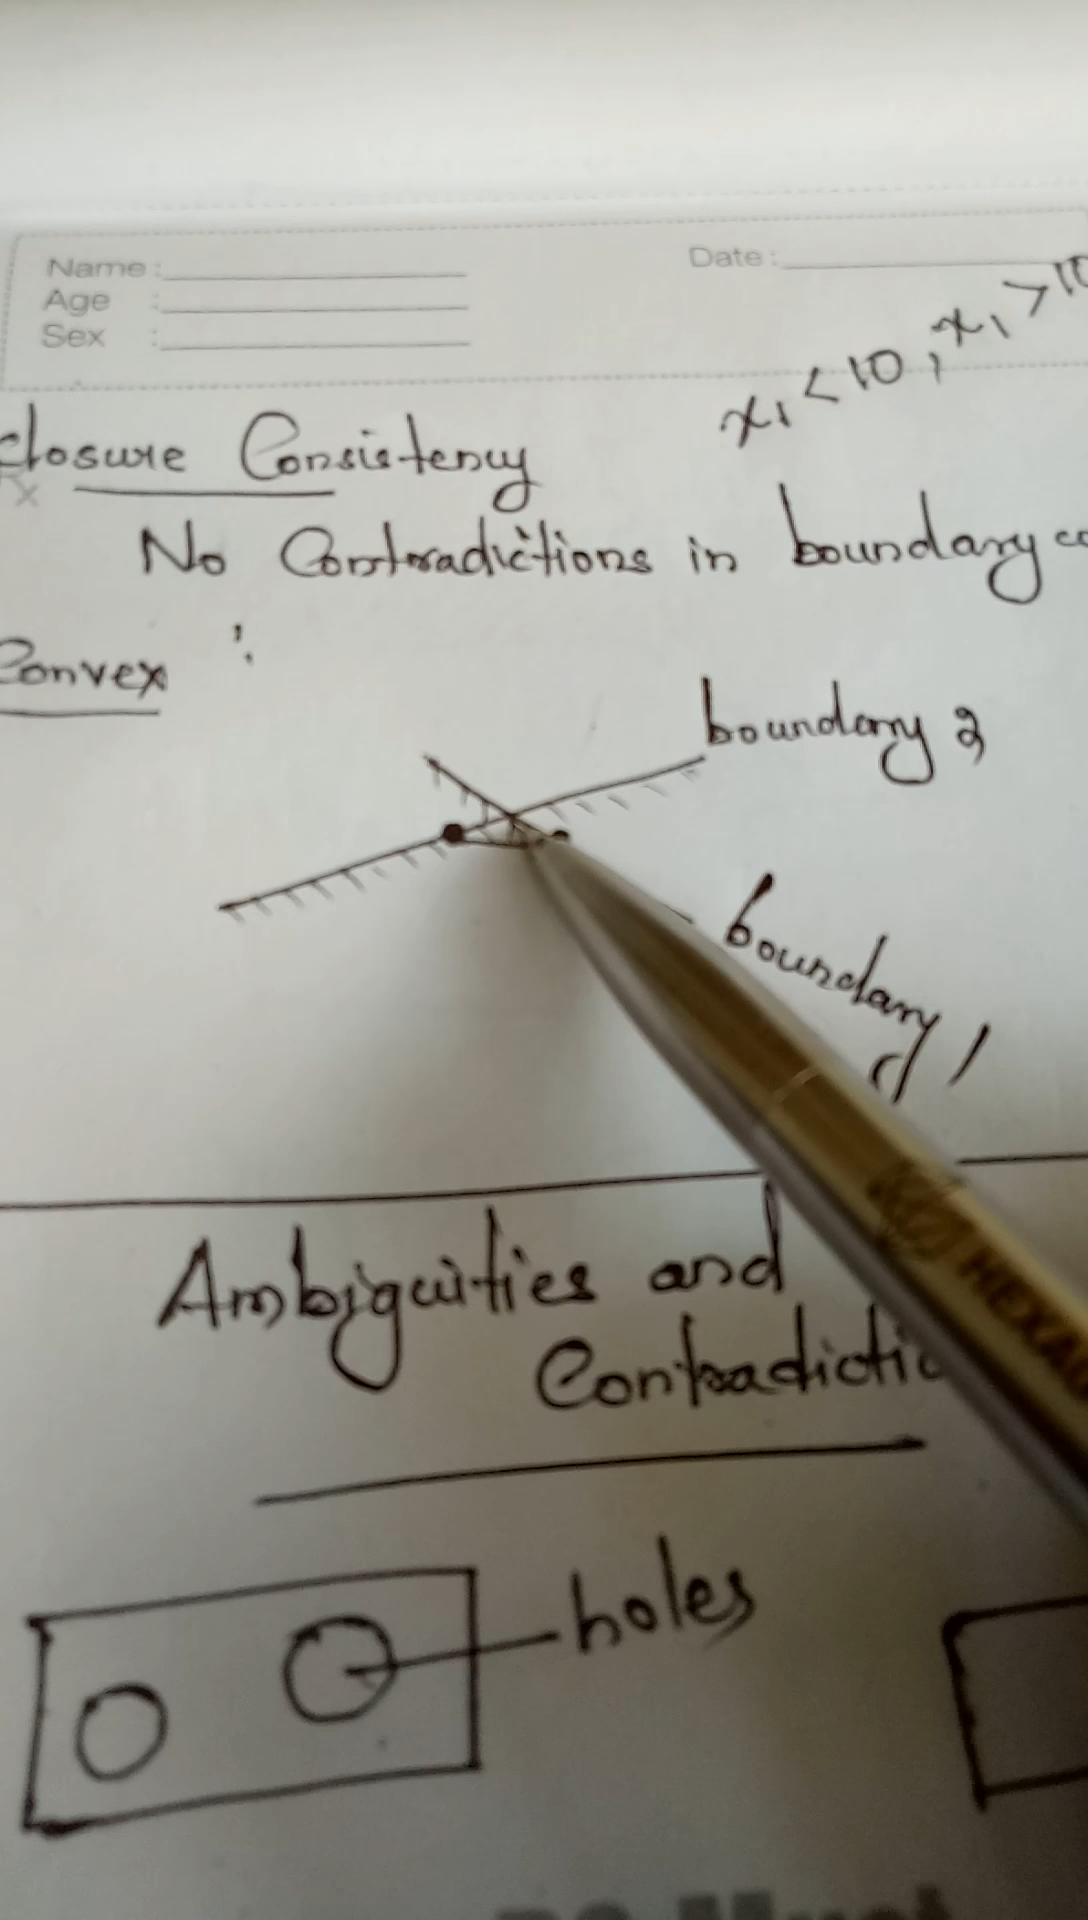 Name :
Date :
Age :
Sex :
x₁ < 10 , x₁ > 10
closure Consistency
No Contradictions in boundary
Convex :
boundary 2
boundary 1
Ambiguities and
holes